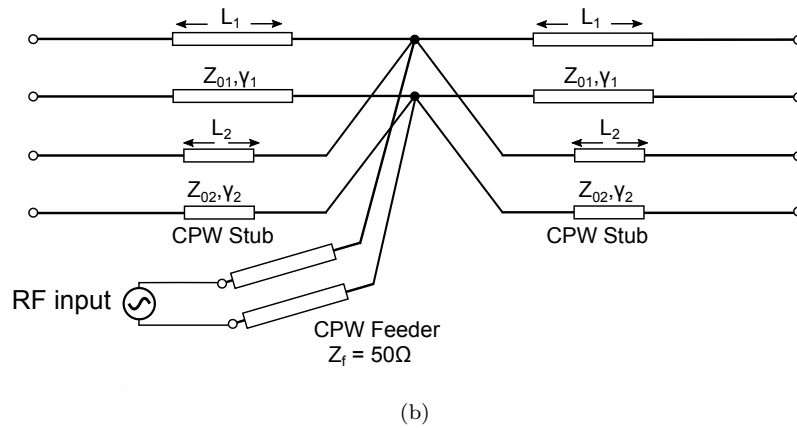 L₁ L₁
Z₀₁,γ₁ Z₀₁,γ₁
L₂ L₂
Z₀₂,γ₂ Z₀₂,γ₂
CPW Stub CPW Stub
RF input
CPW Feeder
Z_f = 50Ω
(b)